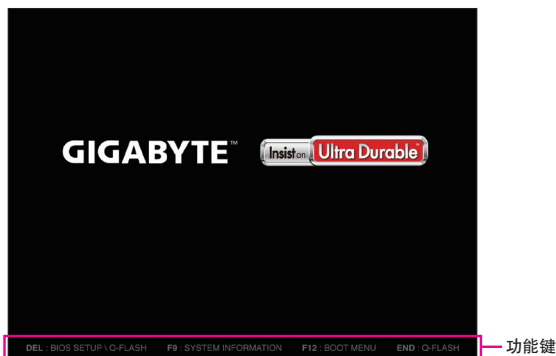 GIGABYTE™ Insist on Ultra Durable™
DEL : BIOS SETUP \ Q-FLASH F9 : SYSTEM INFORMATION F12 : BOOT MENU END : Q-FLASH
功能键